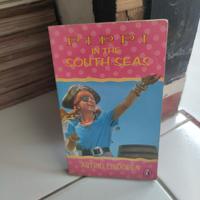 PIPPI
IN THE
SOUTH SEAS
ASTRID LINDGREN